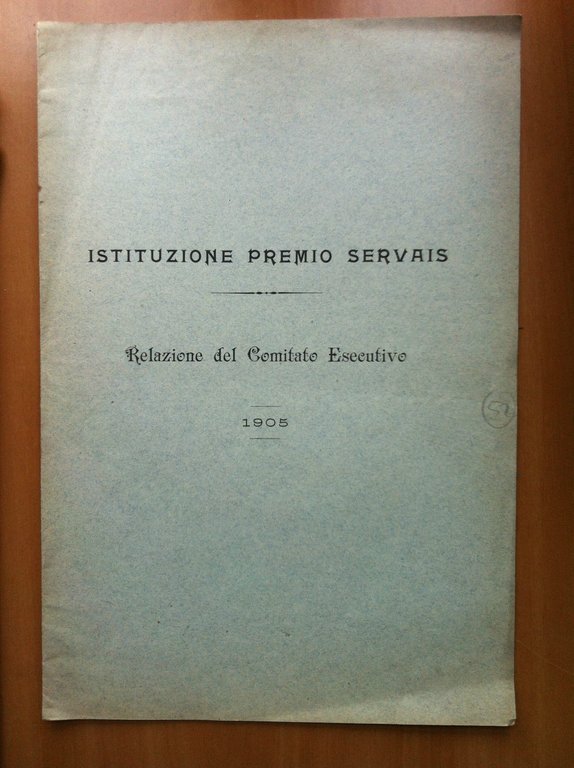 ISTITUZIONE PREMIO SERVAIS
Relazione del Comitato Esecutivo
1905